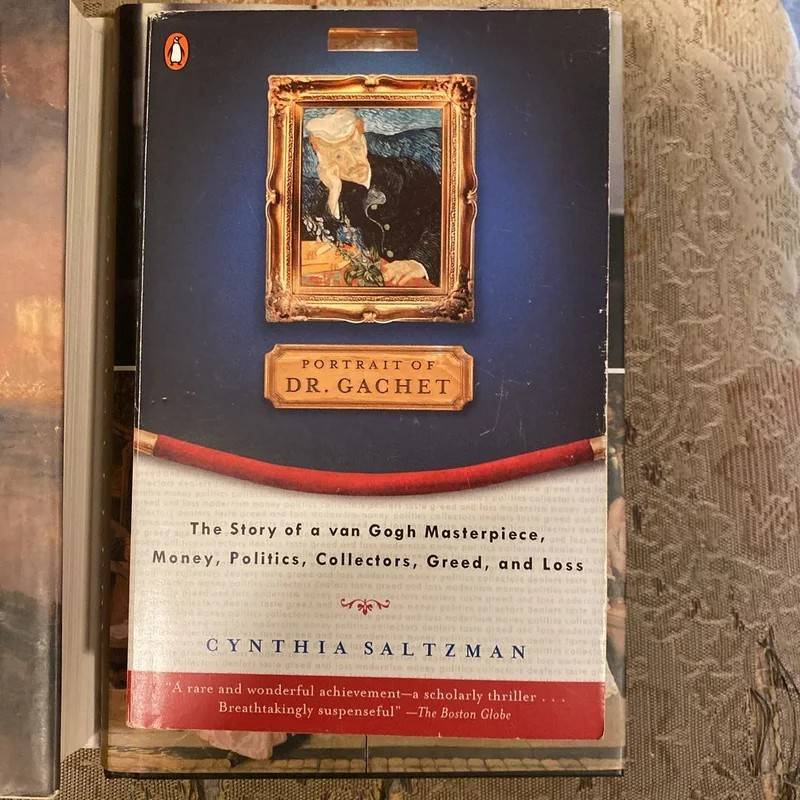 PORTRAIT OF
DR. GACHET
The Story of a van Gogh Masterpiece,
Money, Politics, Collectors, Greed, and Loss
CYNTHIA SALTZMAN
"A rare and wonderful achievement—a scholarly thriller . . .
Breathtakingly suspenseful" —The Boston Globe